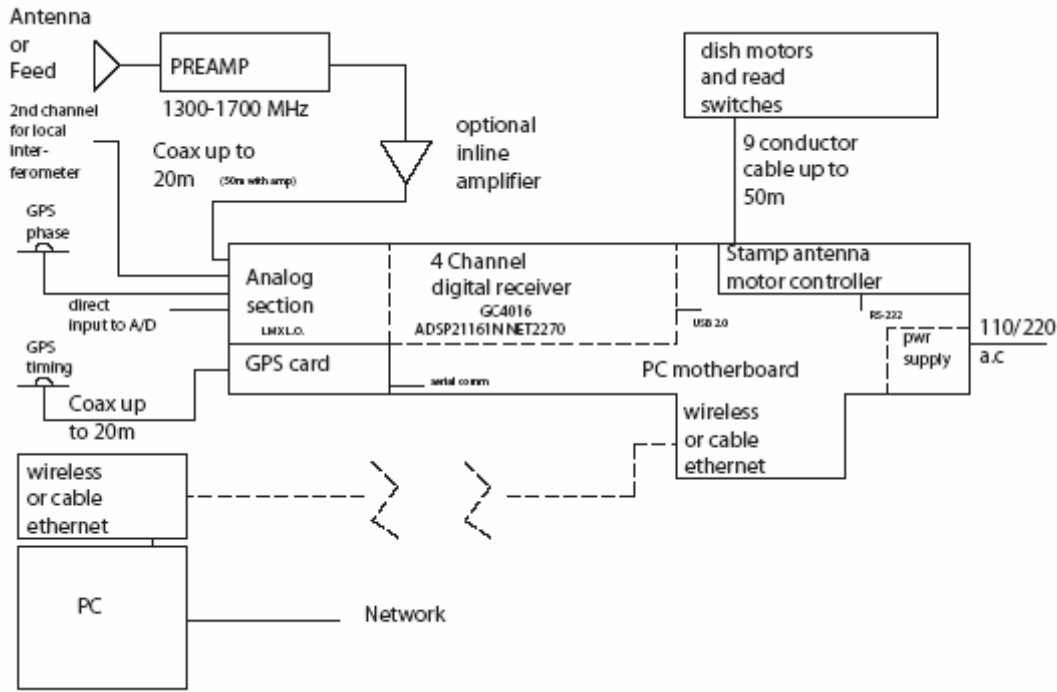 Antenna
or
Feed
PREAMP
1300-1700 MHz
dish motors
and read
switches
2nd channel
for local
inter-
ferometer
Coax up to
20m (50m with amp)
optional
inline
amplifier
9 conductor
cable up to
50m
GPS
phase
Analog
section
LMX L.O.
4 Channel
digital receiver
GC4016
ADSP21161N NET2270
Stamp antenna
motor controller
direct
input to A/D
USB 2.0
RS-232
pwr
supply
110/220
a.c
GPS
timing
GPS card
serial comm
PC motherboard
Coax up
to 20m
wireless
or cable
ethernet
wireless
or cable
ethernet
PC
Network